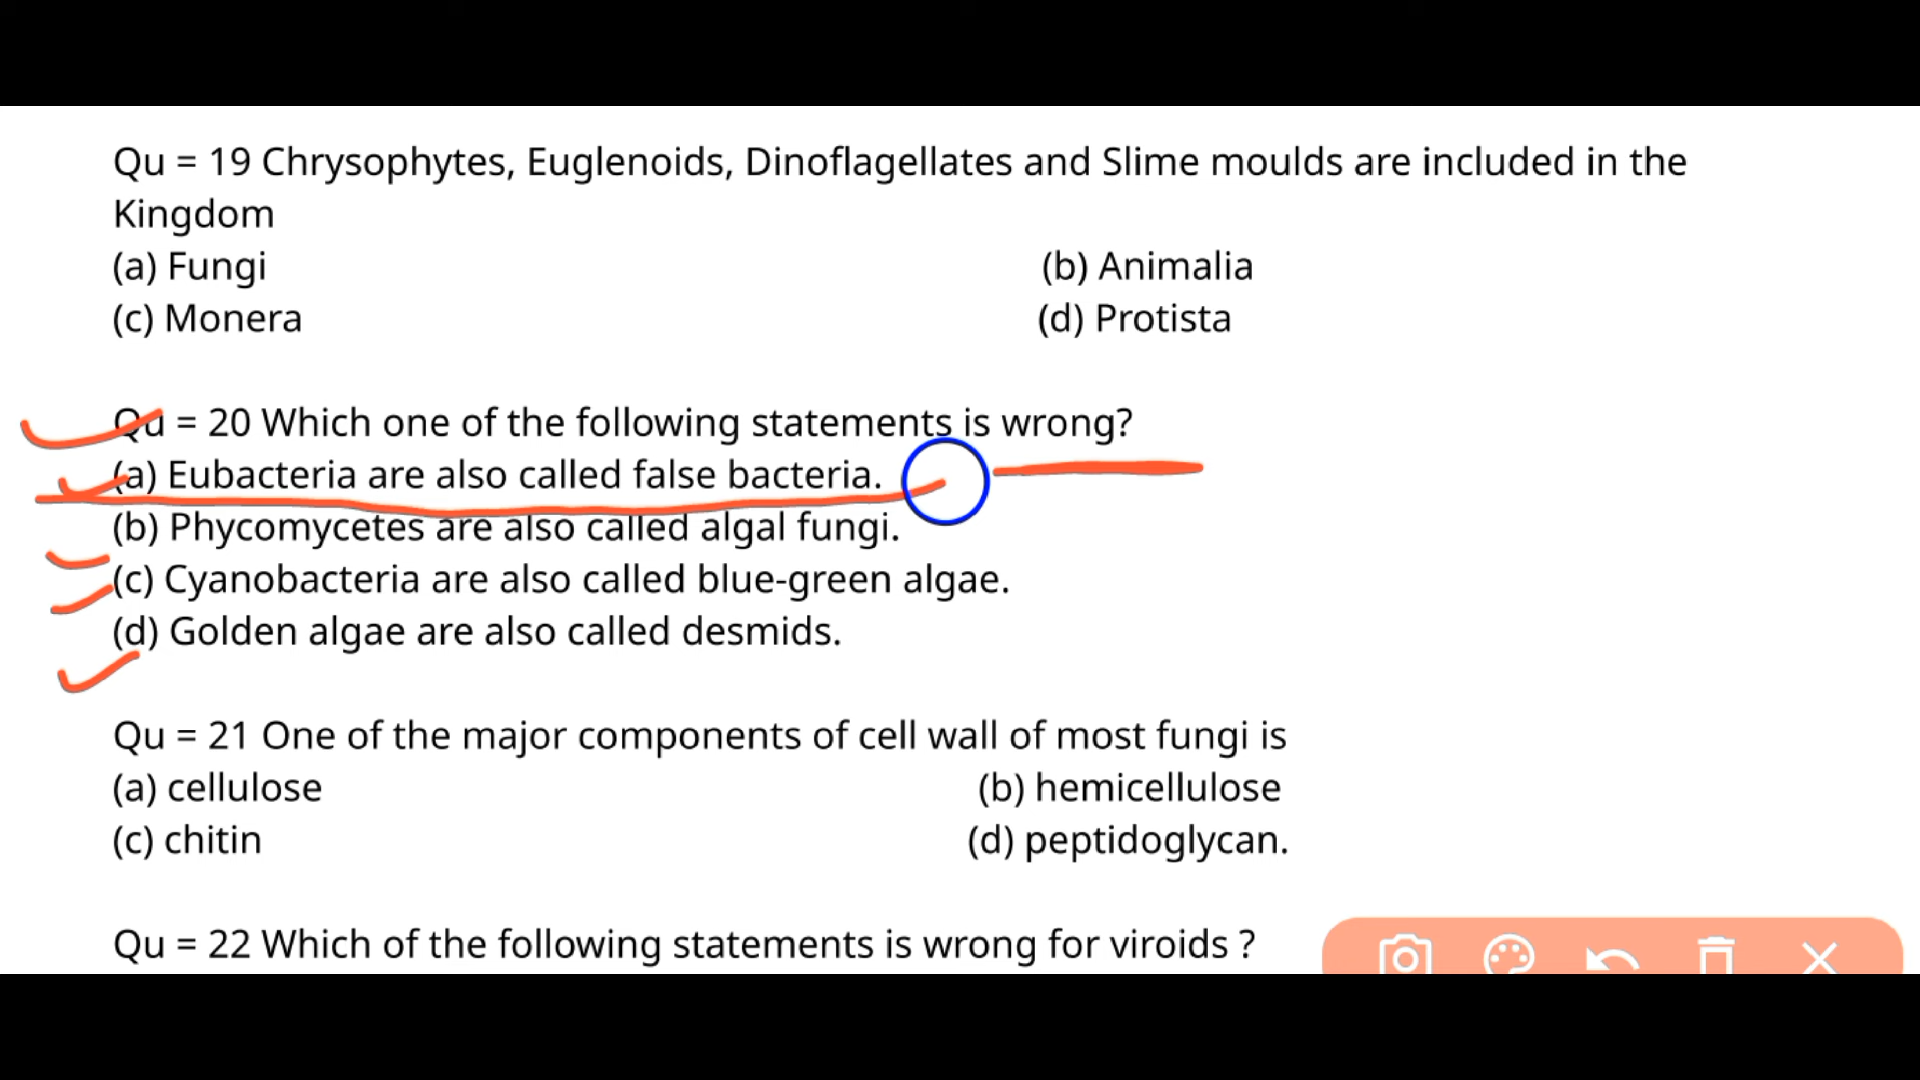 Qu = 19 Chrysophytes, Euglenoids, Dinoflagellates and Slime moulds are included in the
Kingdom
(a) Fungi (b) Animalia
(c) Monera (d) Protista
Qu = 20 Which one of the following statements is wrong?
(a) Eubacteria are also called false bacteria.
(b) Phycomycetes are also called algal fungi.
(c) Cyanobacteria are also called blue-green algae.
(d) Golden algae are also called desmids.
Qu = 21 One of the major components of cell wall of most fungi is
(a) cellulose (b) hemicellulose
(c) chitin (d) peptidoglycan.
Qu = 22 Which of the following statements is wrong for viroids ?